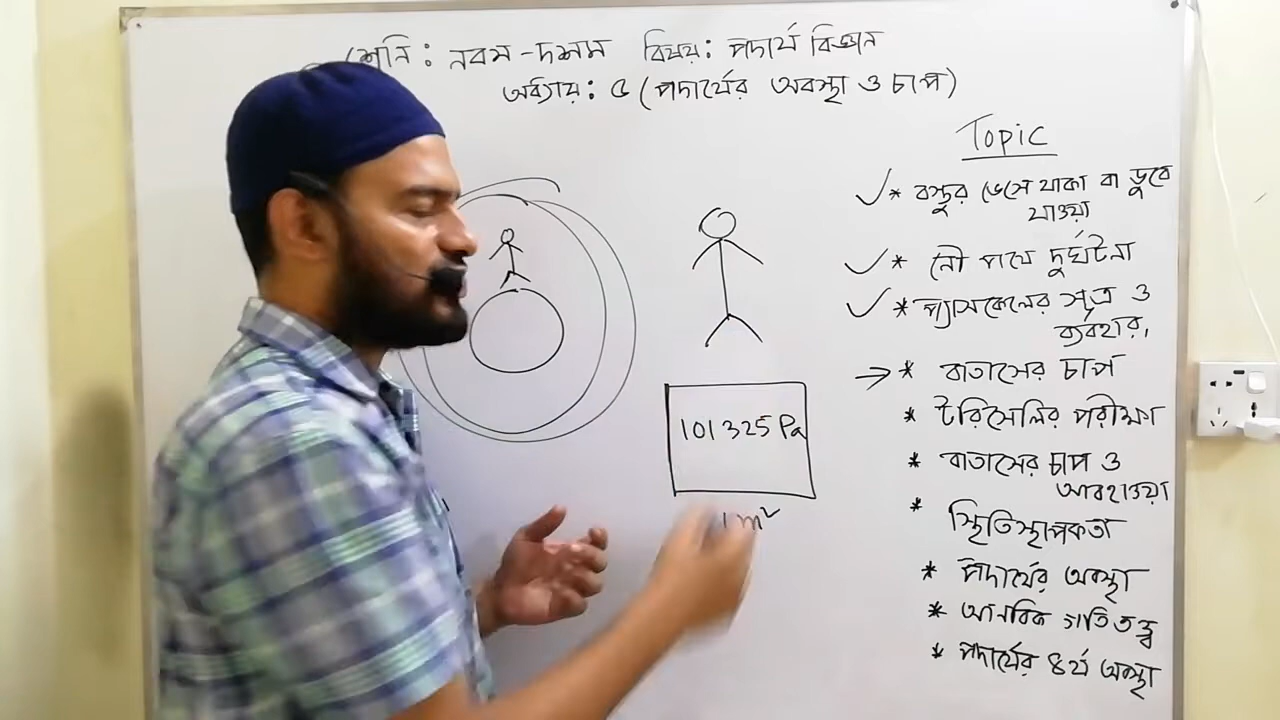 শ্রেনি : নবম - দশম বিষয় : পদার্থ বিজ্ঞান
অধ্যায় : ৫ (পদার্থের অবস্থা ও চাপ)
Topic
✓ * বস্তুর ভেসে থাকা বা ডুবে
যাওয়া
✓ * নৌ পথে দুর্ঘটনা
✓ * প্যাসকেলের সূত্র ও
ব্যবহার,
→ * বাতাসের চাপ
* টরিসেলির পরীক্ষা
* বাতাসের চাপ ও
আবহাওয়া
* স্থিতিস্থাপকতা
* পদার্থের অবস্থা
* আনবিক গতিতত্ত্ব
* পদার্থের ৪র্থ অবস্থা
101325 Pa
1 m²